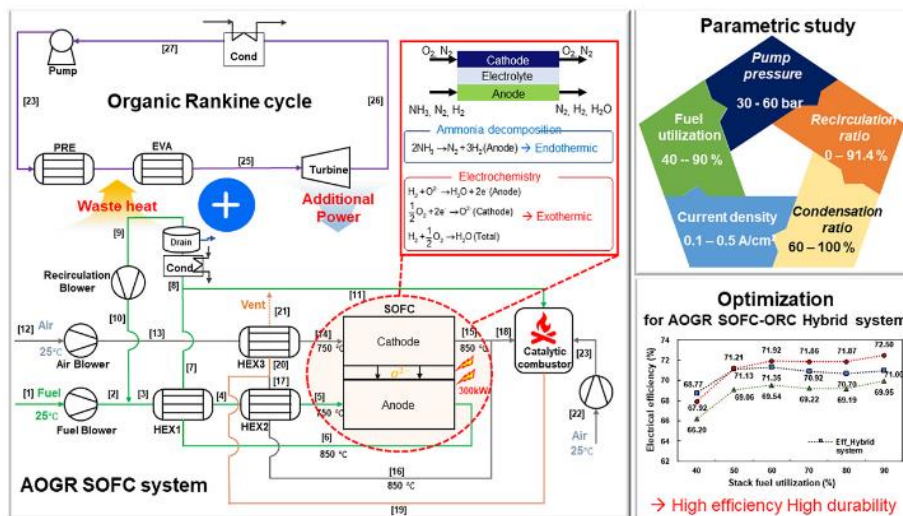 [27]
Pump
Cond
[23]
Organic Rankine cycle
[26]
PRE
EVA
[25]
Turbine
Waste heat
Additional
Power
[9]
Drain
Cond
[8]
Recirculation
Blower
[10]
[11]
Vent
[21]
[12]
Air
25℃
Air Blower
[13]
HEX3
[20]
[14]
750 ℃
SOFC
Cathode
O²⁻
Anode
[15]
850 ℃
[18]
300kW
Catalytic
combustor
[23]
[22]
Air
25℃
[7]
[17]
[1]
Fuel
25℃
Fuel Blower
[2]
[3]
HEX1
[4]
HEX2
[5]
750 ℃
[6]
850 ℃
[16]
850 ℃
[19]
AOGR SOFC system
O₂, N₂
Cathode
O₂, N₂
Electrolyte
Anode
NH₃, N₂, H₂
N₂, H₂, H₂O
Ammonia decomposition
2NH₃→N₂+3H₂(Anode) → Endothermic
Electrochemistry
H₂+O²⁻→H₂O+2e⁻(Anode)
½O₂+2e⁻→O²⁻(Cathode) → Exothermic
H₂+½O₂→H₂O(Total)
Parametric study
Pump
pressure
30 - 60 bar
Fuel
utilization
40 -- 90 %
Recirculation
ratio
0 – 91.4 %
Current density
0.1 – 0.5 A/cm²
Condensation
ratio
60 – 100 %
Optimization
for AOGR SOFC-ORC Hybrid system
Electrical efficiency (%)
74
72
70
68
66
64
62
68.77
67.92
66.20
71.21
71.13
69.06
71.92
71.35
69.54
71.86
70.92
69.22
71.87
70.70
69.19
72.50
71.00
69.95
Eff_Hybrid
system
40 50 60 70 80 90
Stack fuel utilization (%)
→ High efficiency High durability